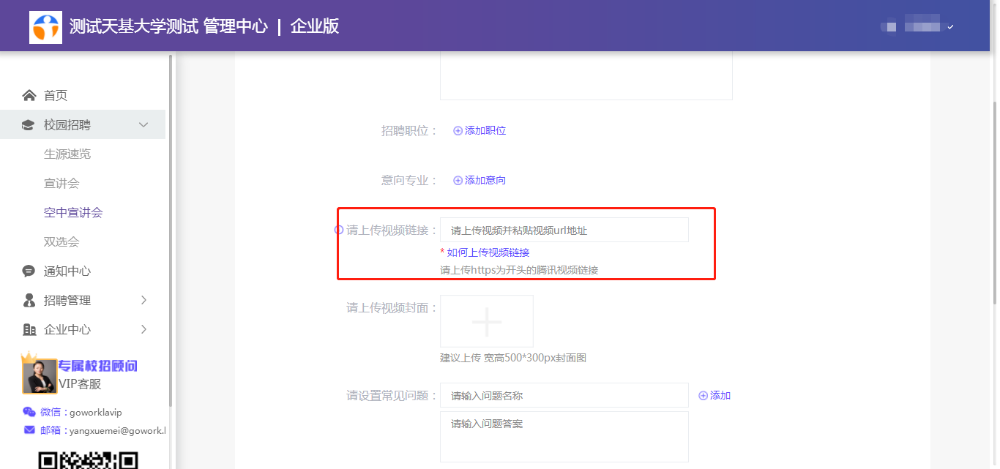 测试天基大学测试 管理中心 | 企业版
首页
校园招聘
生源速览
宣讲会
空中宣讲会
双选会
通知中心
招聘管理
企业中心
专属校招顾问
VIP客服
微信：goworklavip
邮箱：yangxuemei@gowork.l
招聘职位：
添加职位
意向专业：
添加意向
请上传视频链接：
请上传视频并粘贴视频url地址
* 如何上传视频链接
请上传https为开头的腾讯视频链接
请上传视频封面：
建议上传 宽高500*300px封面图
请设置常见问题：
请输入问题名称
添加
请输入问题答案